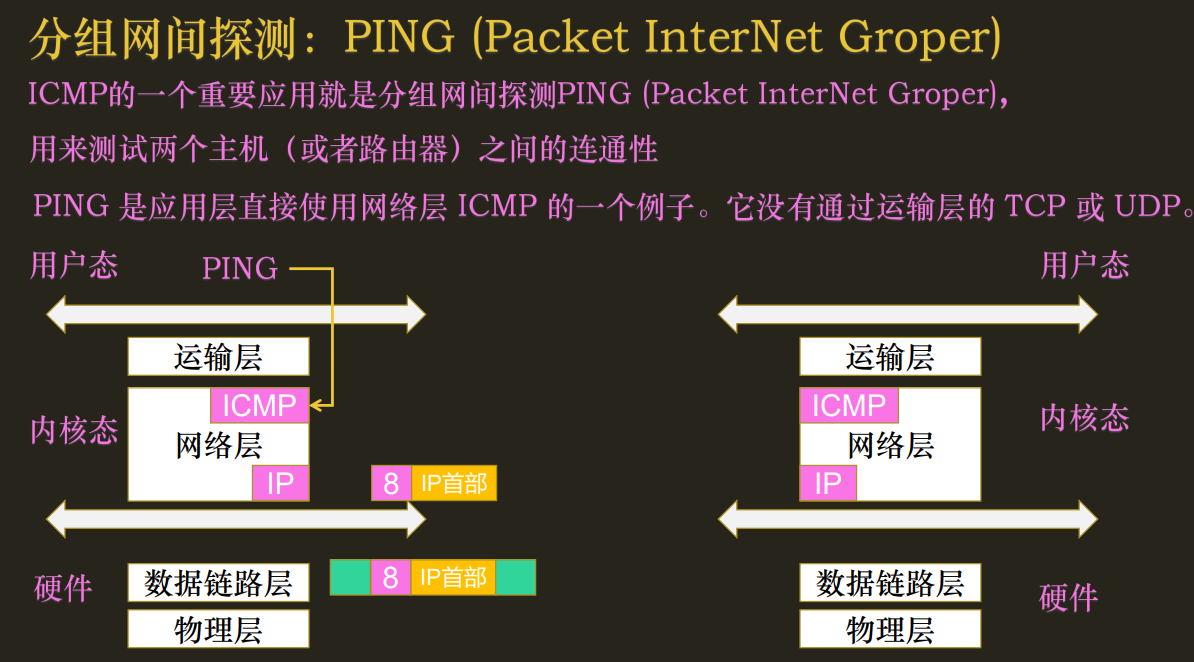 分组网间探测：PING (Packet InterNet Groper)
ICMP的一个重要应用就是分组网间探测PING (Packet InterNet Groper),
用来测试两个主机（或者路由器）之间的连通性
PING 是应用层直接使用网络层 ICMP 的一个例子。它没有通过运输层的 TCP 或 UDP。
用户态
PING
用户态
运输层
运输层
ICMP
ICMP
内核态
内核态
网络层
网络层
IP
8
IP首部
IP
硬件
数据链路层
8
IP首部
数据链路层
硬件
物理层
物理层